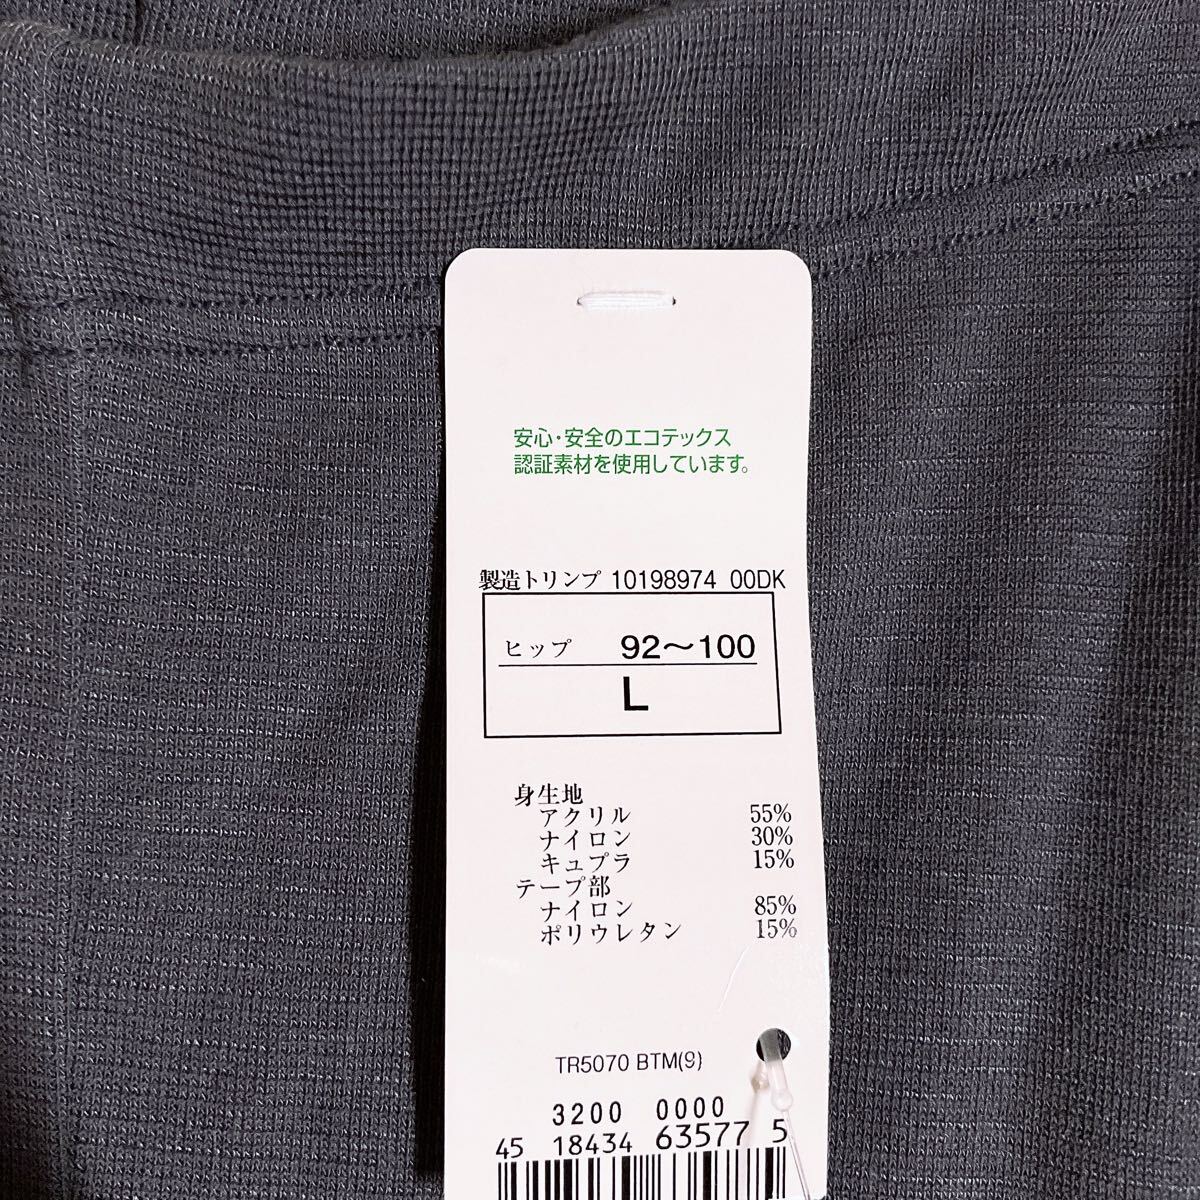 安心・安全のエコテックス
認証素材を使用しています。
製造トリンプ 10198974 00DK
ヒップ 92〜100
L
身生地
アクリル 55%
ナイロン 30%
キュプラ 15%
テープ部
ナイロン 85%
ポリウレタン 15%
TR5070 BTM(9)
3200 0000
45 18434 63577 5